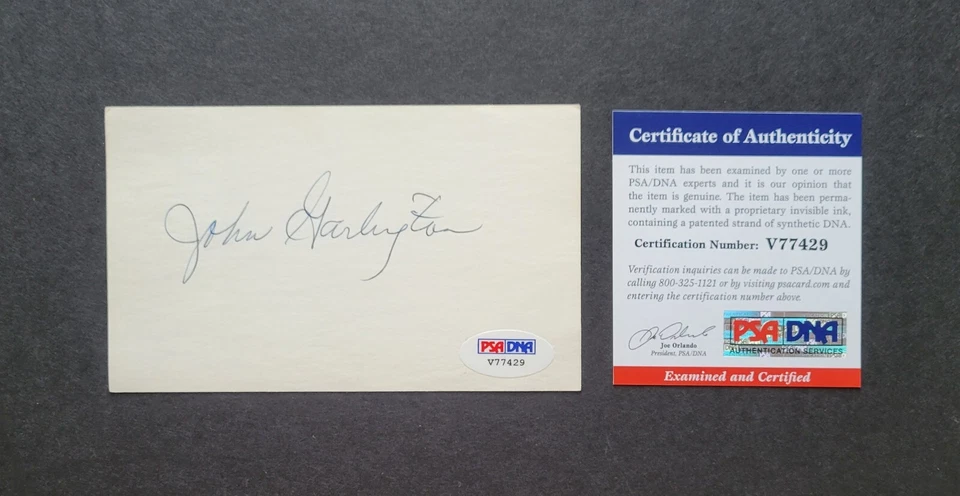 John Garlington
PSA DNA
V77429
Certificate of Authenticity
This item has been examined by one or more
PSA/DNA experts and it is our opinion that
the item is genuine. The item has been perma-
nently marked with a proprietary invisible ink,
containing a patented strand of synthetic DNA.
Certification Number: V77429
Verification inquiries can be made to PSA/DNA by
calling 800-325-1121 or by visiting psacard.com and
entering the certification number above.
Joe Orlando
President, PSA/DNA
PSA DNA
AUTHENTICATION SERVICES
Examined and Certified